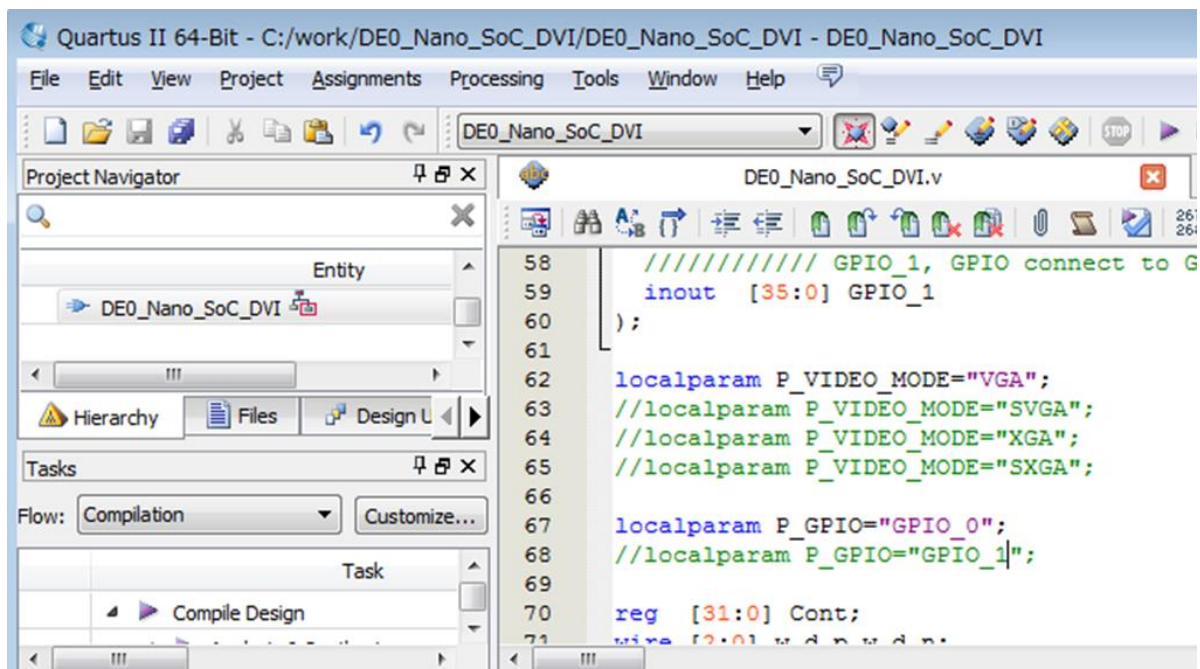 Quartus II 64-Bit - C:/work/DE0_Nano_SoC_DVI/DE0_Nano_SoC_DVI - DE0_Nano_SoC_DVI
File Edit View Project Assignments Processing Tools Window Help
DE0_Nano_SoC_DVI
STOP
Project Navigator
Entity
DE0_Nano_SoC_DVI
Hierarchy Files Design U
Tasks
Flow: Compilation Customize...
Task
Compile Design
DE0_Nano_SoC_DVI.v
abc
58 //////////// GPIO_1, GPIO connect to G
59 inout [35:0] GPIO_1
60 );
61
62 localparam P_VIDEO_MODE="VGA";
63 //localparam P_VIDEO_MODE="SVGA";
64 //localparam P_VIDEO_MODE="XGA";
65 //localparam P_VIDEO_MODE="SXGA";
66
67 localparam P_GPIO="GPIO_0";
68 //localparam P_GPIO="GPIO_1";
69
70 reg [31:0] Cont;
71